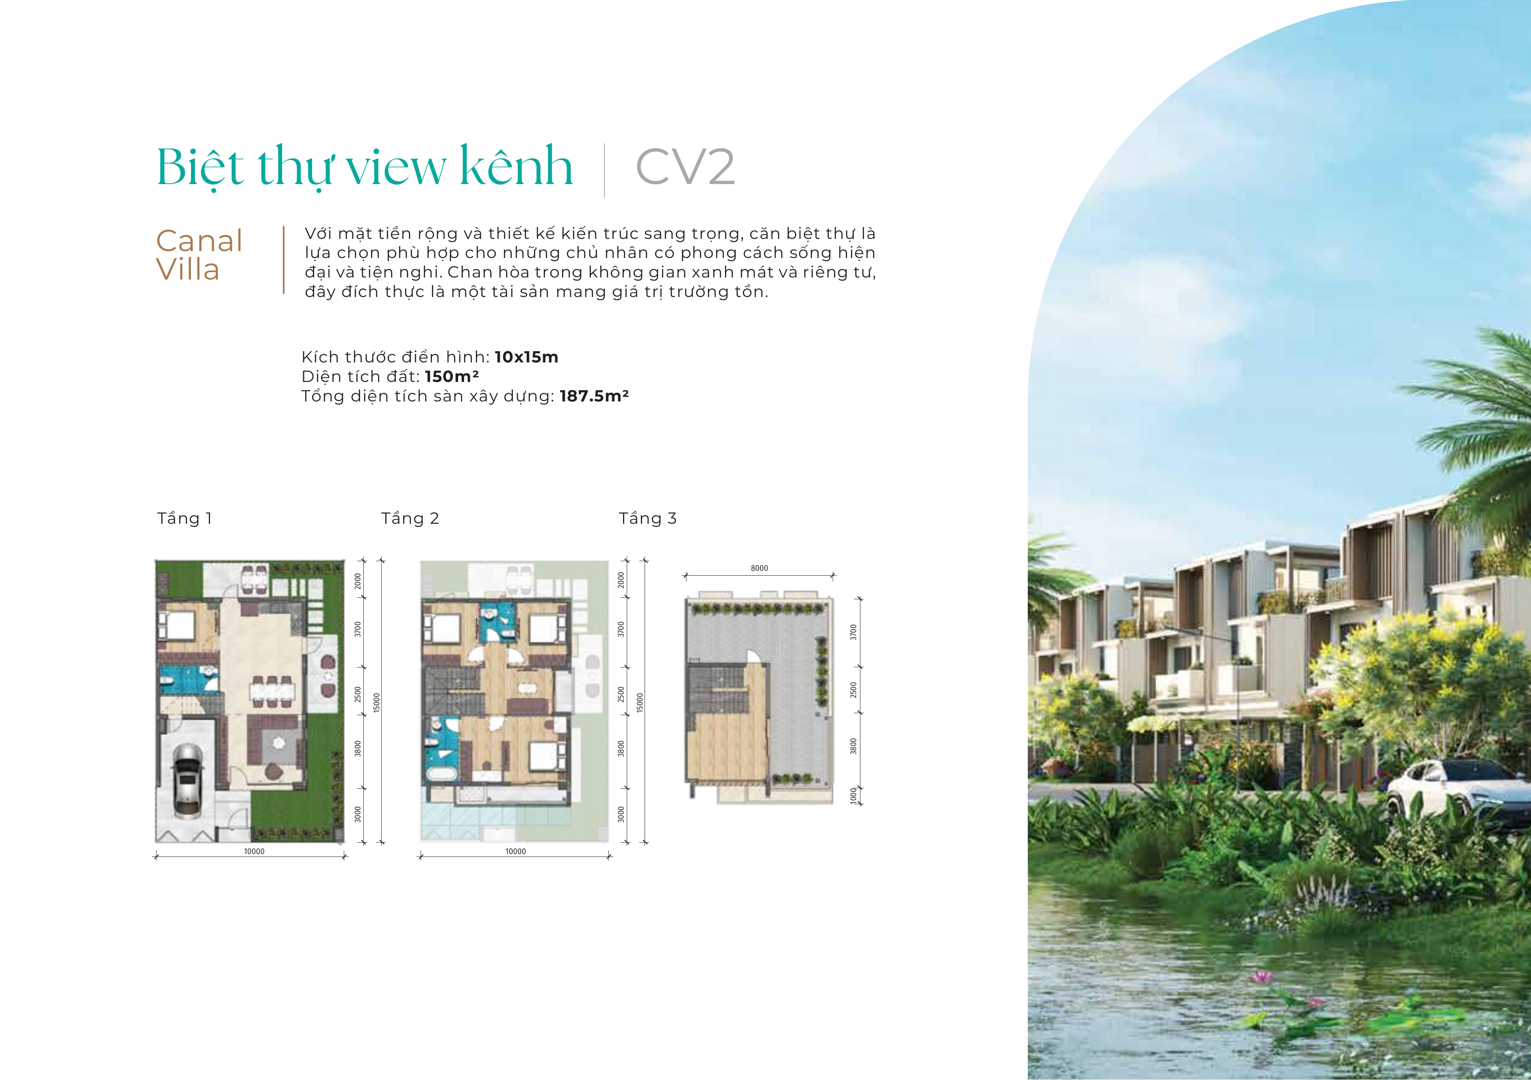 Biệt thự view kênh | CV2
Canal
Villa
Với mặt tiền rộng và thiết kế kiến trúc sang trọng, căn biệt thự là
lựa chọn phù hợp cho những chủ nhân có phong cách sống hiện
đại và tiện nghi. Chan hòa trong không gian xanh mát và riêng tư,
đây đích thực là một tài sản mang giá trị trường tồn.
Kích thước điển hình: 10x15m
Diện tích đất: 150m²
Tổng diện tích sàn xây dựng: 187.5m²
Tầng 1
2000
3700
2500
3800
3000
15000
10000
Tầng 2
2000
3700
2500
3800
3000
15000
10000
Tầng 3
8000
3700
2500
3800
1000